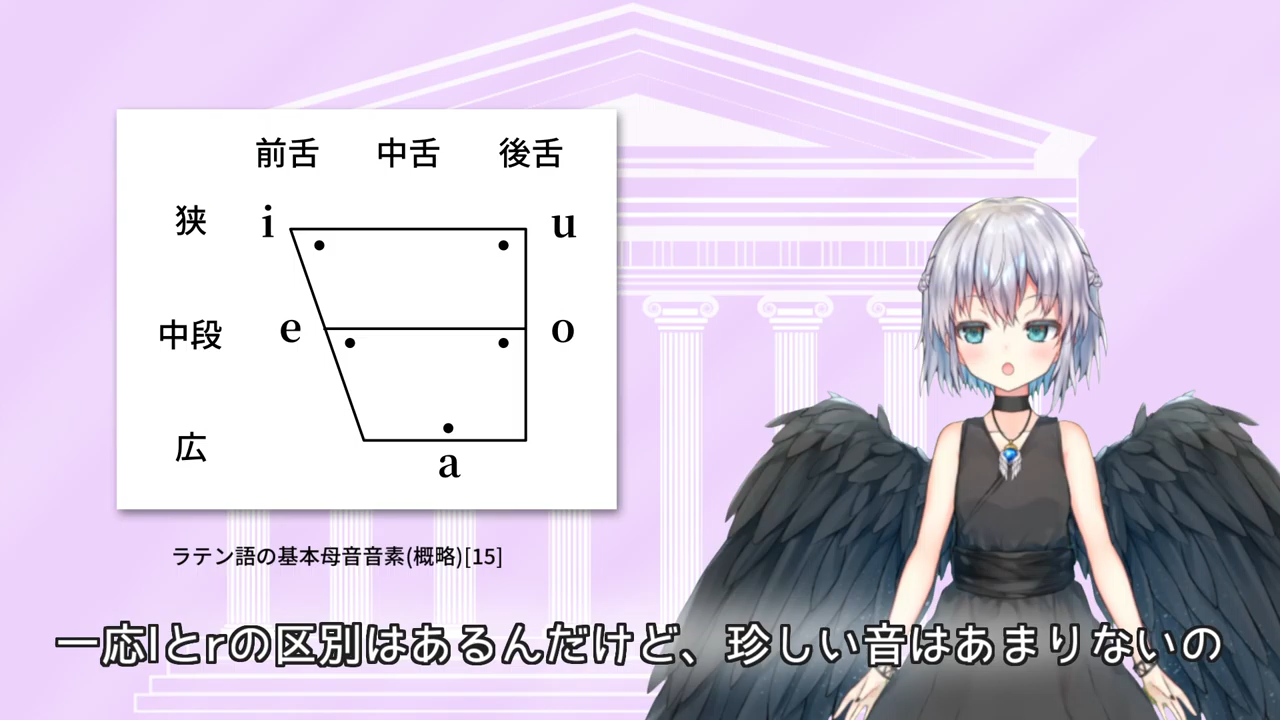 前舌 中舌 後舌
狭 i u
中段 e o
広
a
ラテン語の基本母音音素(概略)[15]
一応lとrの区別はあるんだけど、珍しい音はあまりないの